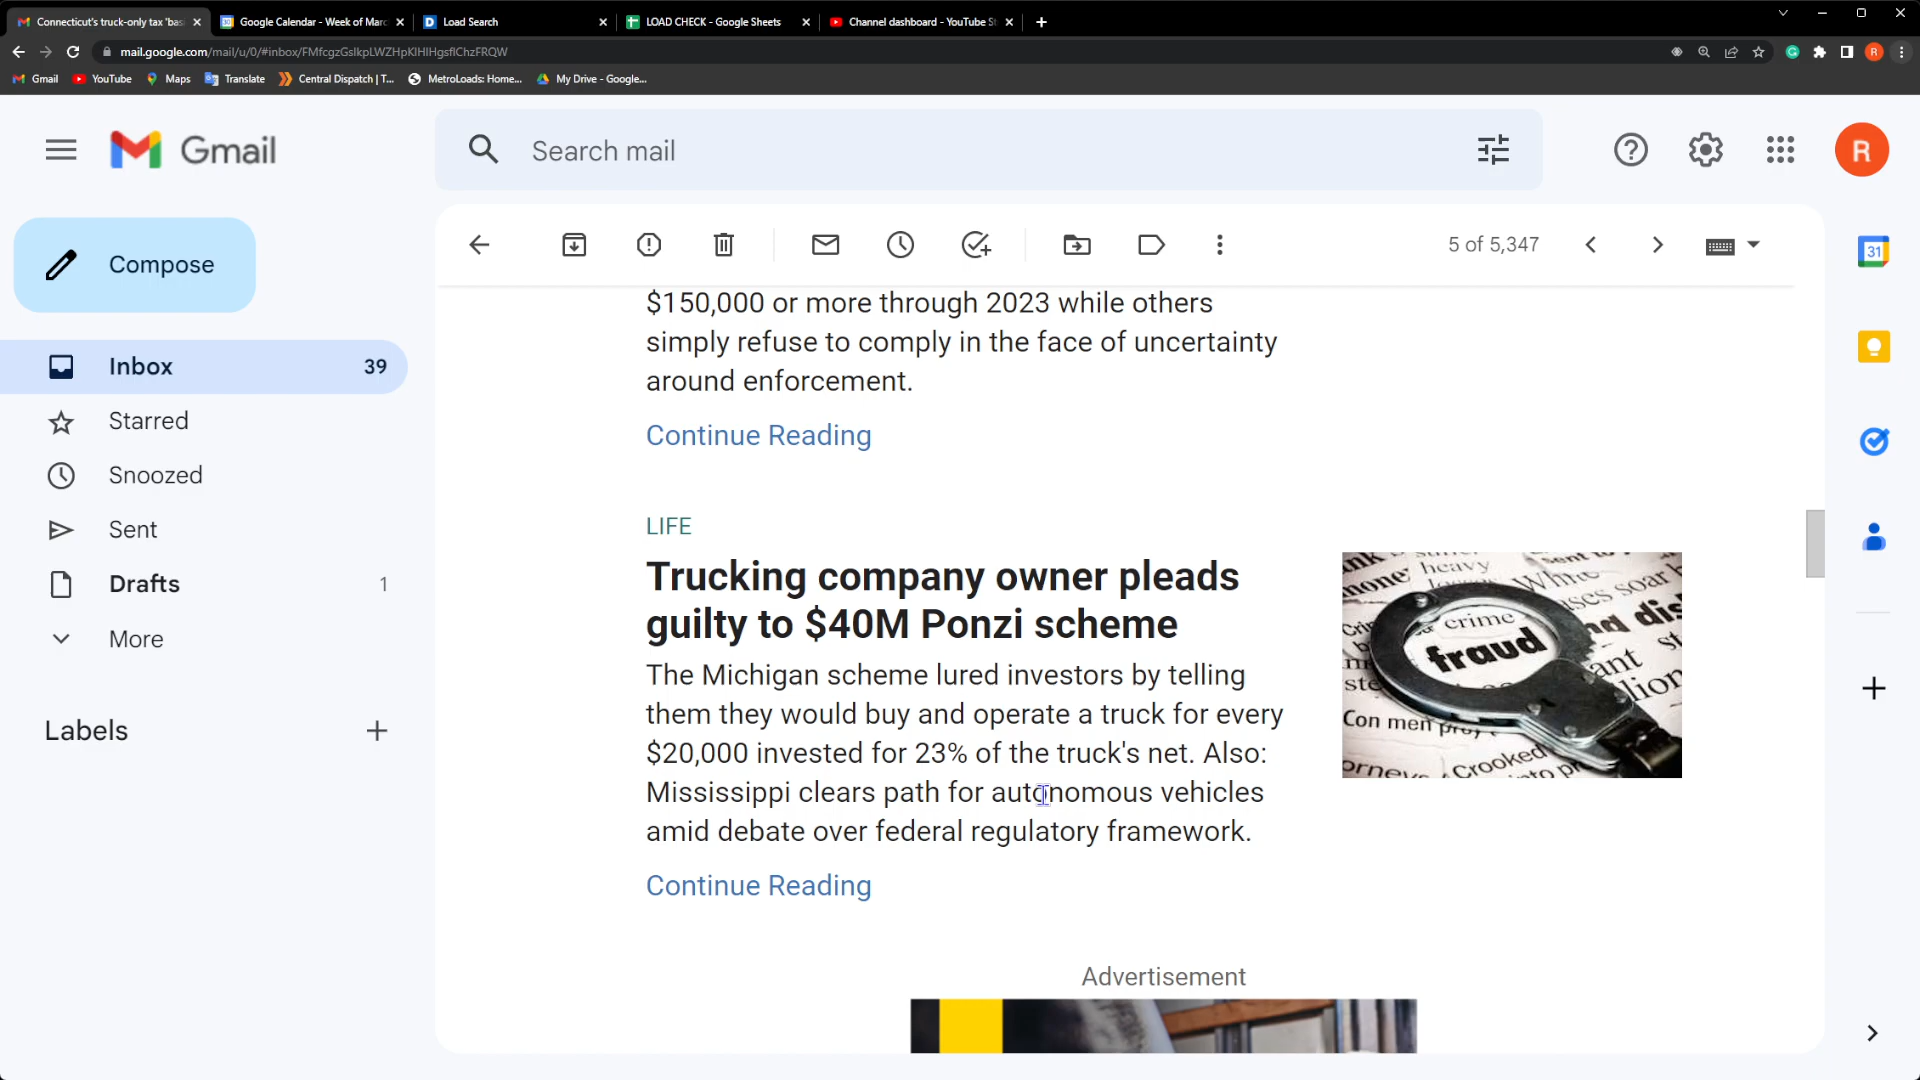 Connecticut's truck-only tax 'bas
Google Calendar - Week of Marc
Load Search
LOAD CHECK - Google Sheets
Channel dashboard - YouTube St
mail.google.com/mail/u/0/#inbox/FMfcgzGslkpLWZHpKlHlHgsflChzFRQW
R
Gmail
YouTube
Maps
Translate
Central Dispatch | T...
MetroLoads: Home...
My Drive - Google...
Gmail
Search mail
R
Compose
5 of 5,347
31
Inbox 39
Starred
Snoozed
Sent
Drafts 1
More
Labels
$150,000 or more through 2023 while others
simply refuse to comply in the face of uncertainty
around enforcement.
Continue Reading
LIFE
Trucking company owner pleads
guilty to $40M Ponzi scheme
The Michigan scheme lured investors by telling
them they would buy and operate a truck for every
$20,000 invested for 23% of the truck's net. Also:
Mississippi clears path for autonomous vehicles
amid debate over federal regulatory framework.
Continue Reading
heavy
money
White
crime
fraud
Con men
Crooked
Advertisement